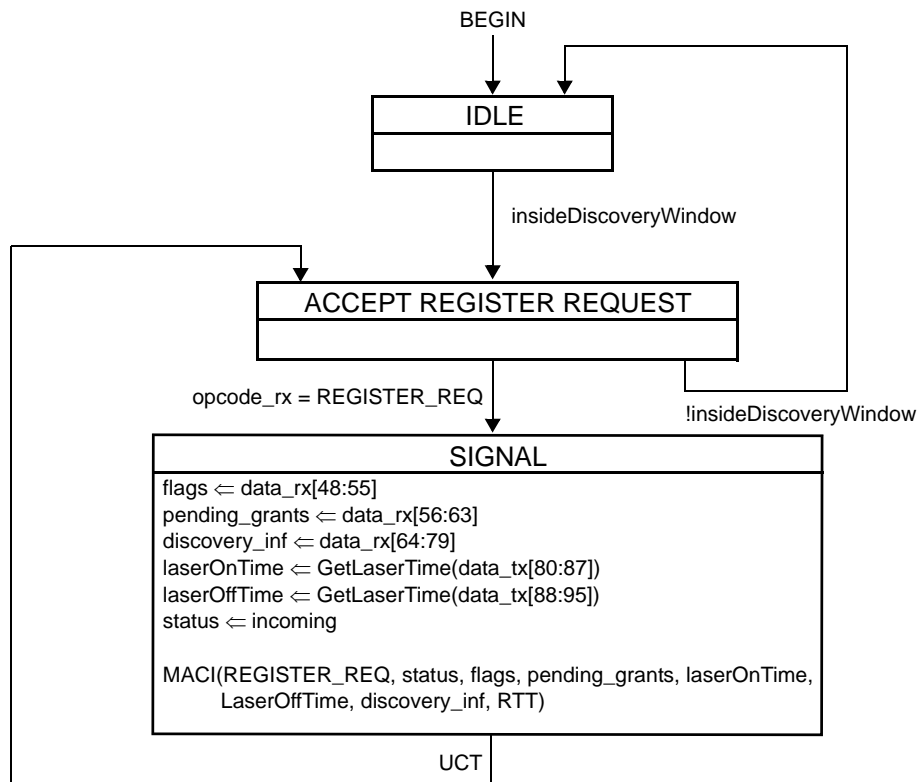 BEGIN
IDLE
insideDiscoveryWindow
ACCEPT REGISTER REQUEST
opcode_rx = REGISTER_REQ
!insideDiscoveryWindow
SIGNAL
flags ⇐ data_rx[48:55]
pending_grants ⇐ data_rx[56:63]
discovery_inf ⇐ data_rx[64:79]
laserOnTime ⇐ GetLaserTime(data_tx[80:87])
laserOffTime ⇐ GetLaserTime(data_tx[88:95])
status ⇐ incoming
MACI(REGISTER_REQ, status, flags, pending_grants, laserOnTime,
LaserOffTime, discovery_inf, RTT)
UCT